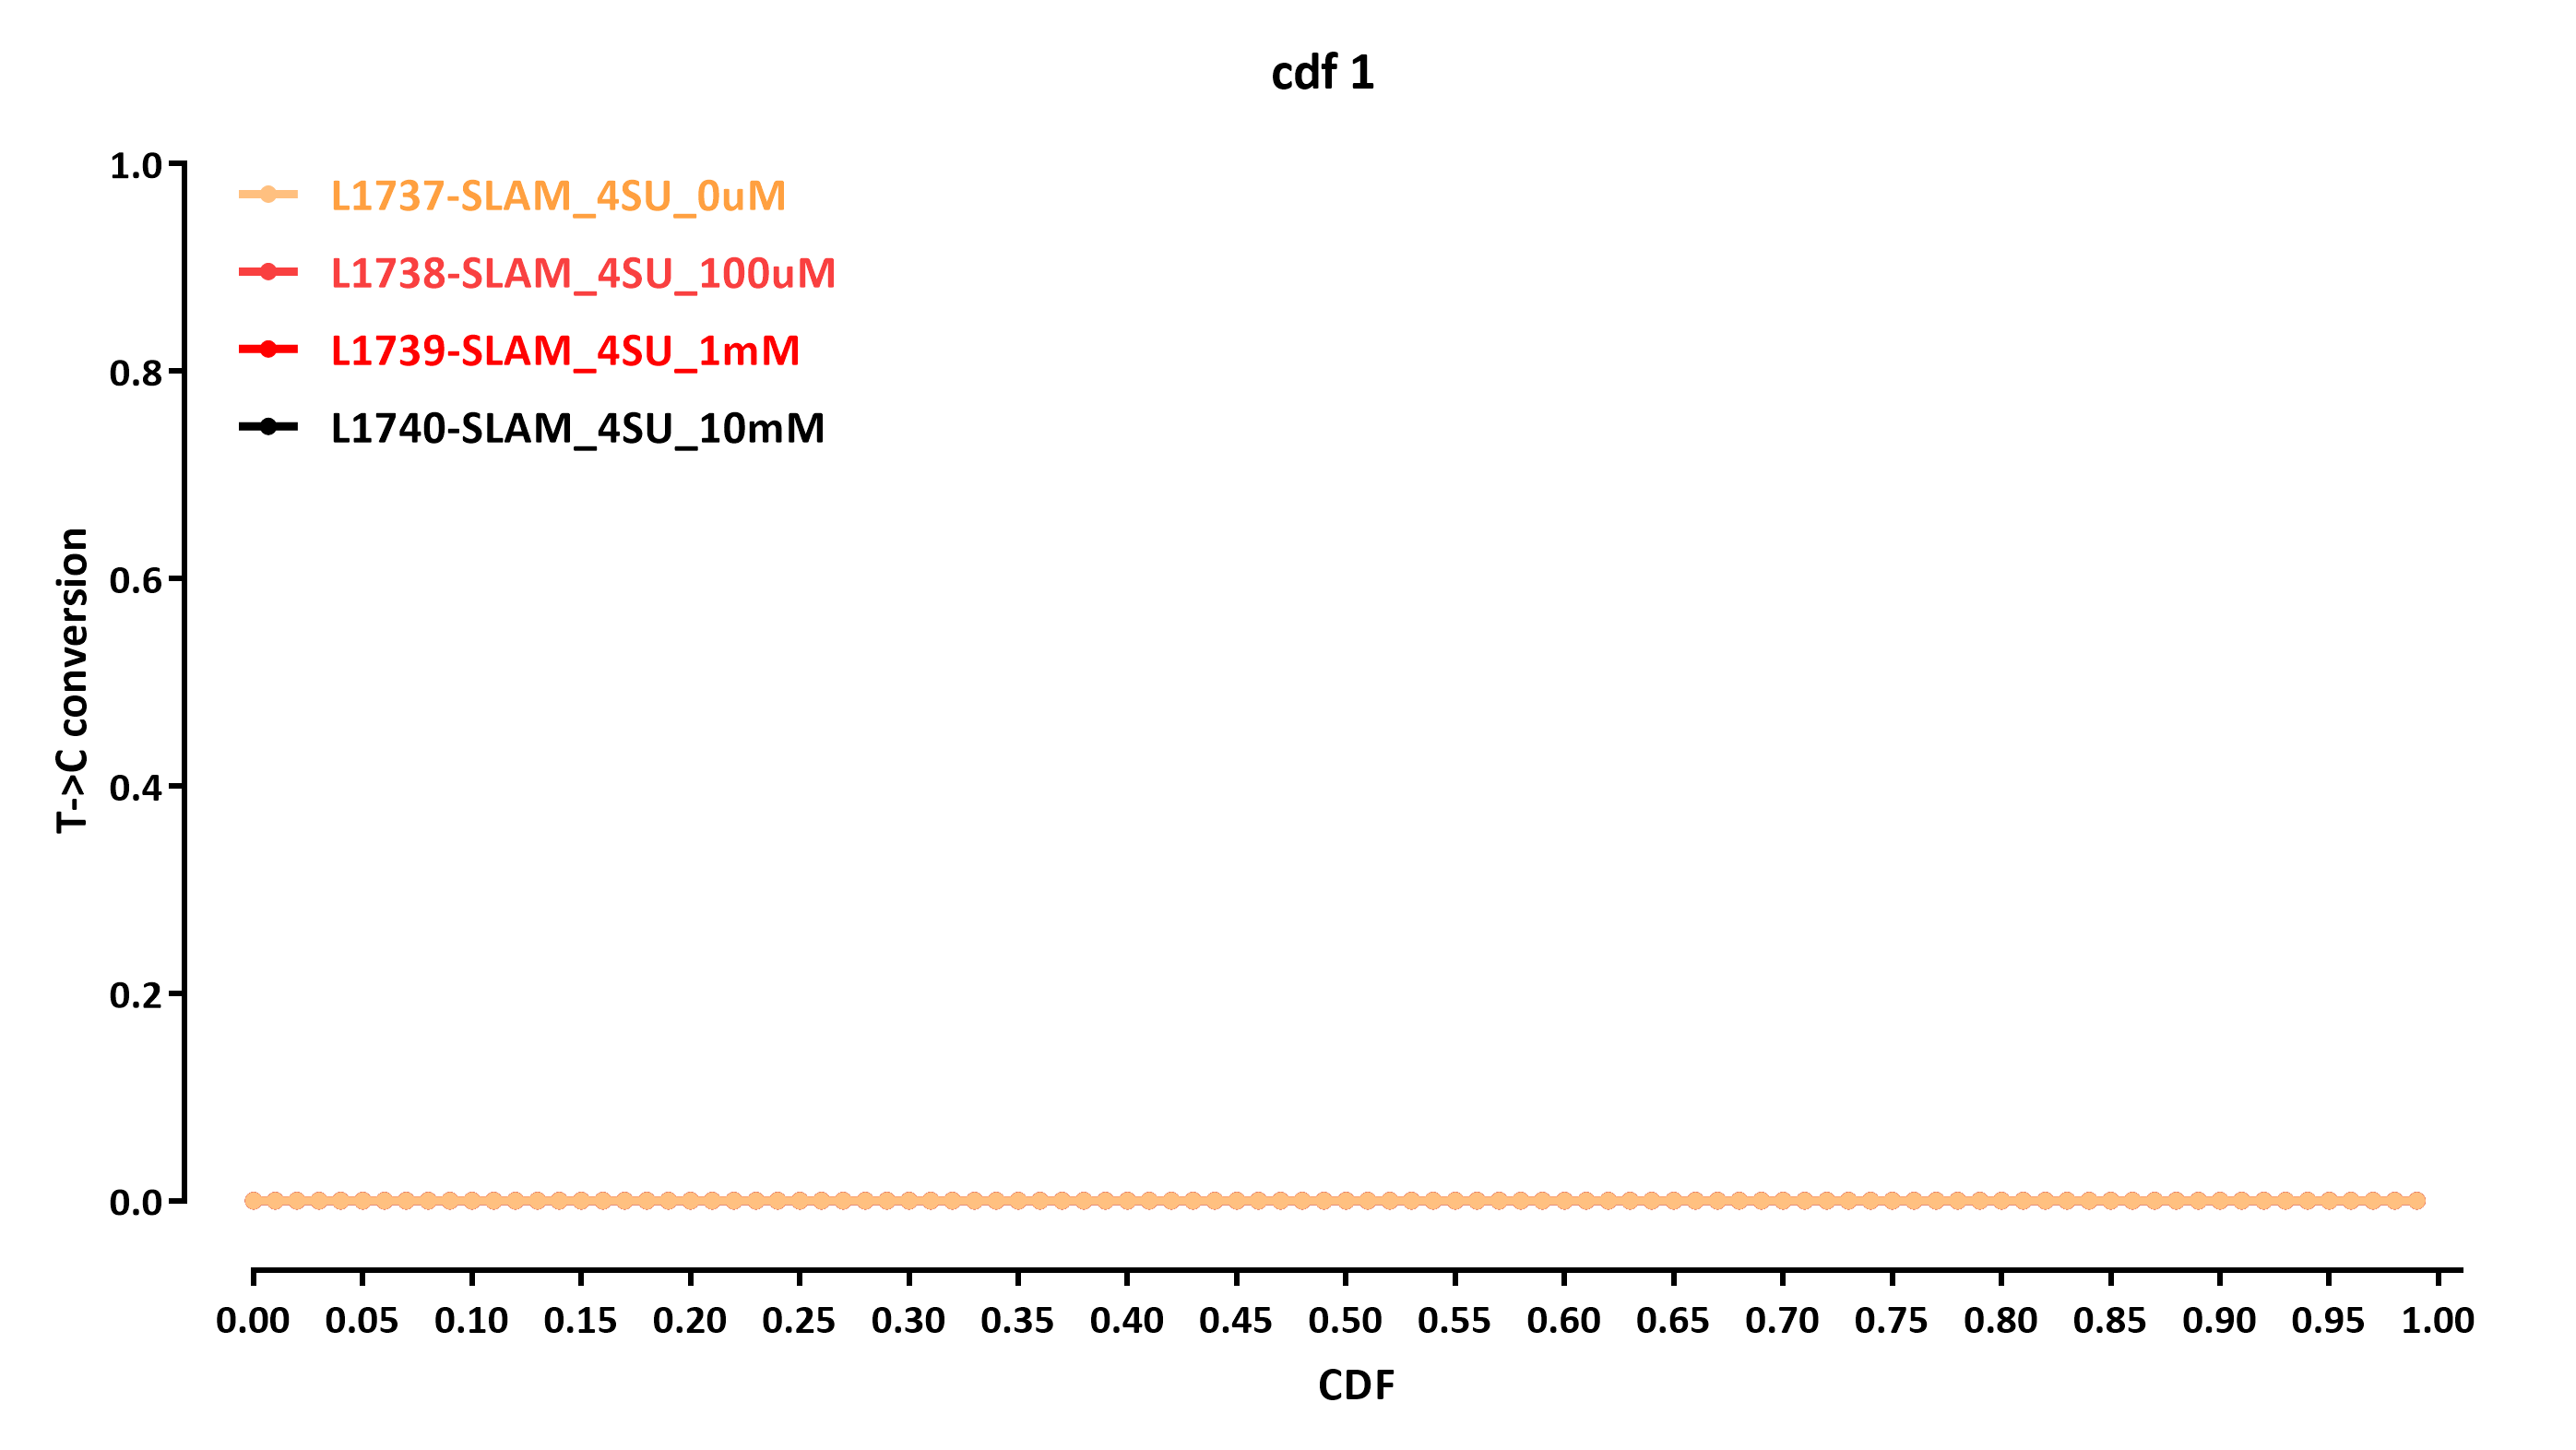 cdf 1
1.0
0.8
0.6
0.4
0.2
0.0
T->C conversion
L1737-SLAM_4SU_0uM
L1738-SLAM_4SU_100uM
L1739-SLAM_4SU_1mM
L1740-SLAM_4SU_10mM
0.00 0.05 0.10 0.15 0.20 0.25 0.30 0.35 0.40 0.45 0.50 0.55 0.60 0.65 0.70 0.75 0.80 0.85 0.90 0.95 1.00
CDF